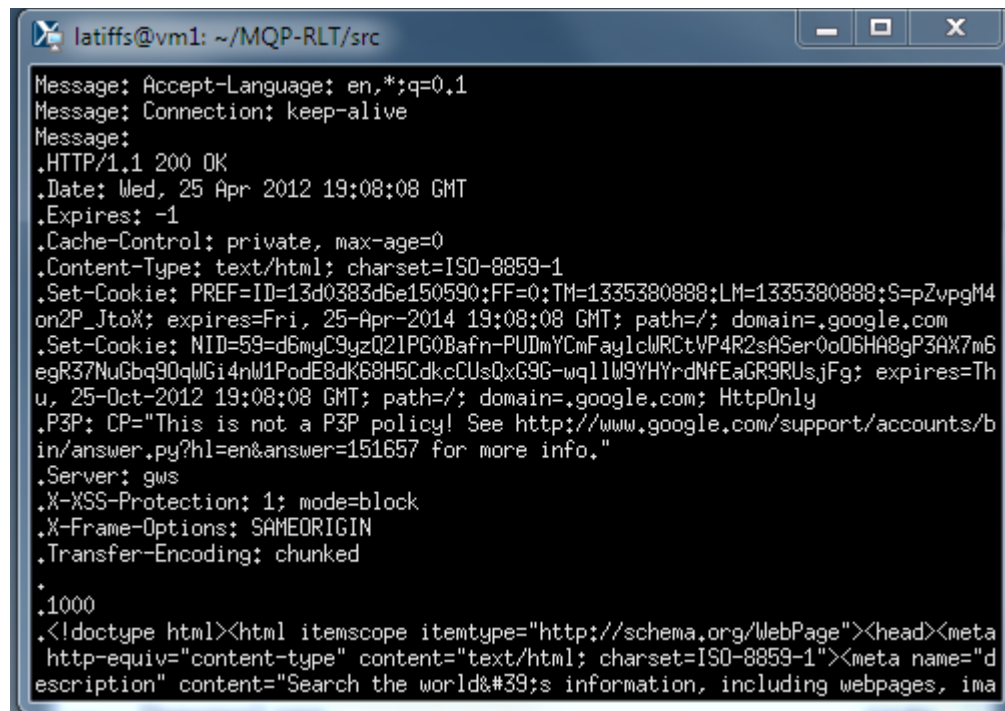 latiffs@vm1: ~/MQP-RLT/src
Message: Accept-Language: en,*;q=0.1
Message: Connection: keep-alive
Message:
.HTTP/1.1 200 OK
.Date: Wed, 25 Apr 2012 19:08:08 GMT
.Expires: -1
.Cache-Control: private, max-age=0
.Content-Type: text/html; charset=ISO-8859-1
.Set-Cookie: PREF=ID=13d0383d6e150590:FF=0:TM=1335380888:LM=1335380888:S=pZvpgM4
on2P_JtoX; expires=Fri, 25-Apr-2014 19:08:08 GMT; path=/; domain=.google.com
.Set-Cookie: NID=59=d6myC9yzQ2lPG0Bafn-PUDmYCmFaylcWRCtVP4R2sASer0oO6HA8gP3AX7m6
egR37NuGbq9OqWGi4nW1PodE8dK68H5CdkcCUsQxG9G-wqllW9YHYrdNfEaGR9RUsjFg; expires=Th
u, 25-Oct-2012 19:08:08 GMT; path=/; domain=.google.com; HttpOnly
.P3P: CP="This is not a P3P policy! See http://www.google.com/support/accounts/b
in/answer.py?hl=en&answer=151657 for more info."
.Server: gws
.X-XSS-Protection: 1; mode=block
.X-Frame-Options: SAMEORIGIN
.Transfer-Encoding: chunked
.
.1000
.<!doctype html><html itemscope itemtype="http://schema.org/WebPage"><head><meta
 http-equiv="content-type" content="text/html; charset=ISO-8859-1"><meta name="d
escription" content="Search the world&#39;s information, including webpages, ima